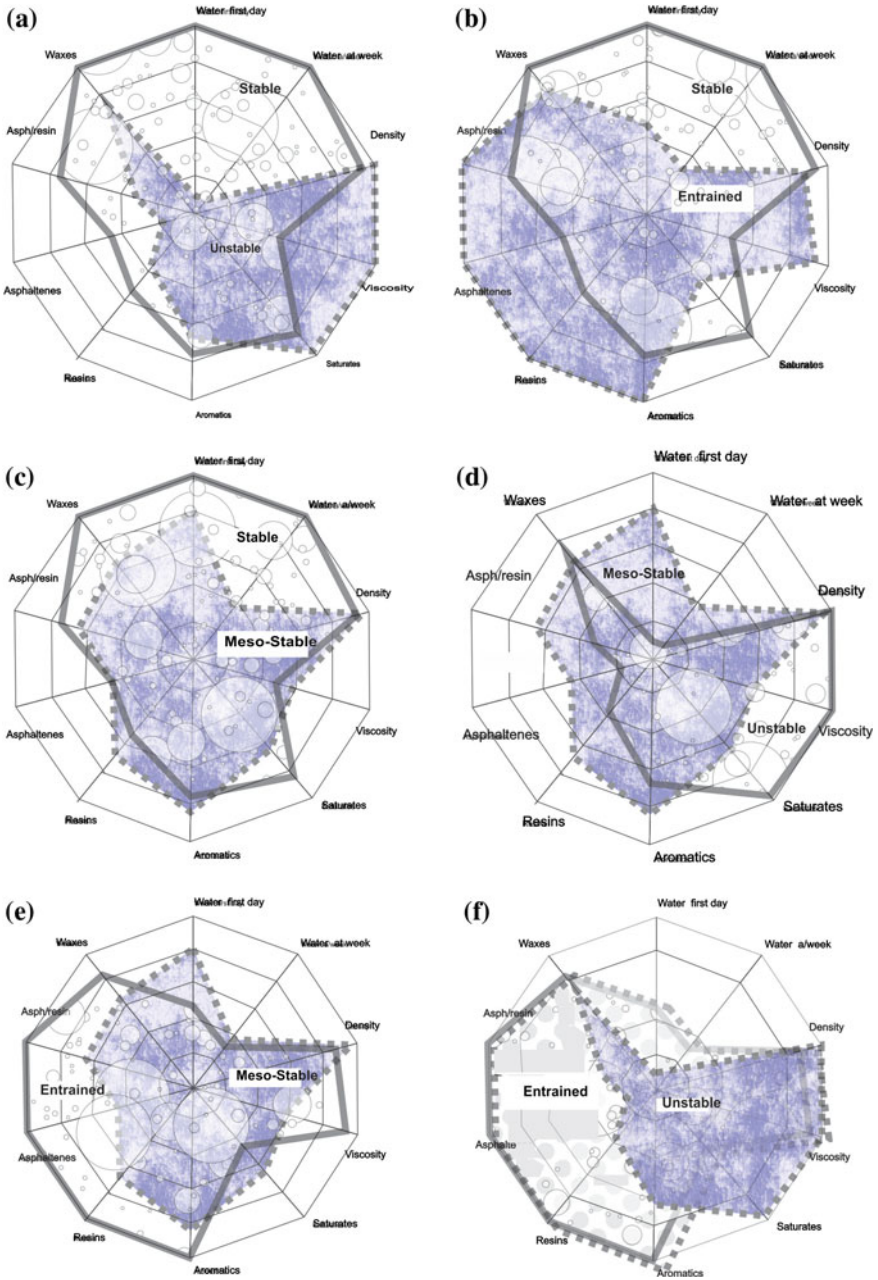 (a)
Water first day
Waxes
Water at week
Stable
Asph/resin
Density
Unstable
Asphaltenes
Viscosity
Resins
Saturates
Aromatics
(b)
Water first day
Waxes
Water at week
Stable
Asph/resin
Density
Entrained
Asphaltenes
Viscosity
Resins
Saturates
Aromatics
(c)
Water first day
Waxes
Water a/week
Stable
Asph/resin
Density
Meso-Stable
Asphaltenes
Viscosity
Resins
Saturates
Aromatics
(d)
Water first day
Waxes
Water at week
Meso-Stable
Asph/resin
Density
Unstable
Asphaltenes
Viscosity
Resins
Saturates
Aromatics
(e)
Water first day
Waxes
Water at week
Asph/resin
Density
Entrained
Meso-Stable
Asphaltenes
Viscosity
Resins
Saturates
Aromatics
(f)
Water first day
Waxes
Water a/week
Asph/resin
Density
Entrained
Unstable
Asphalte
Viscosity
Resins
Saturates
Aromatics